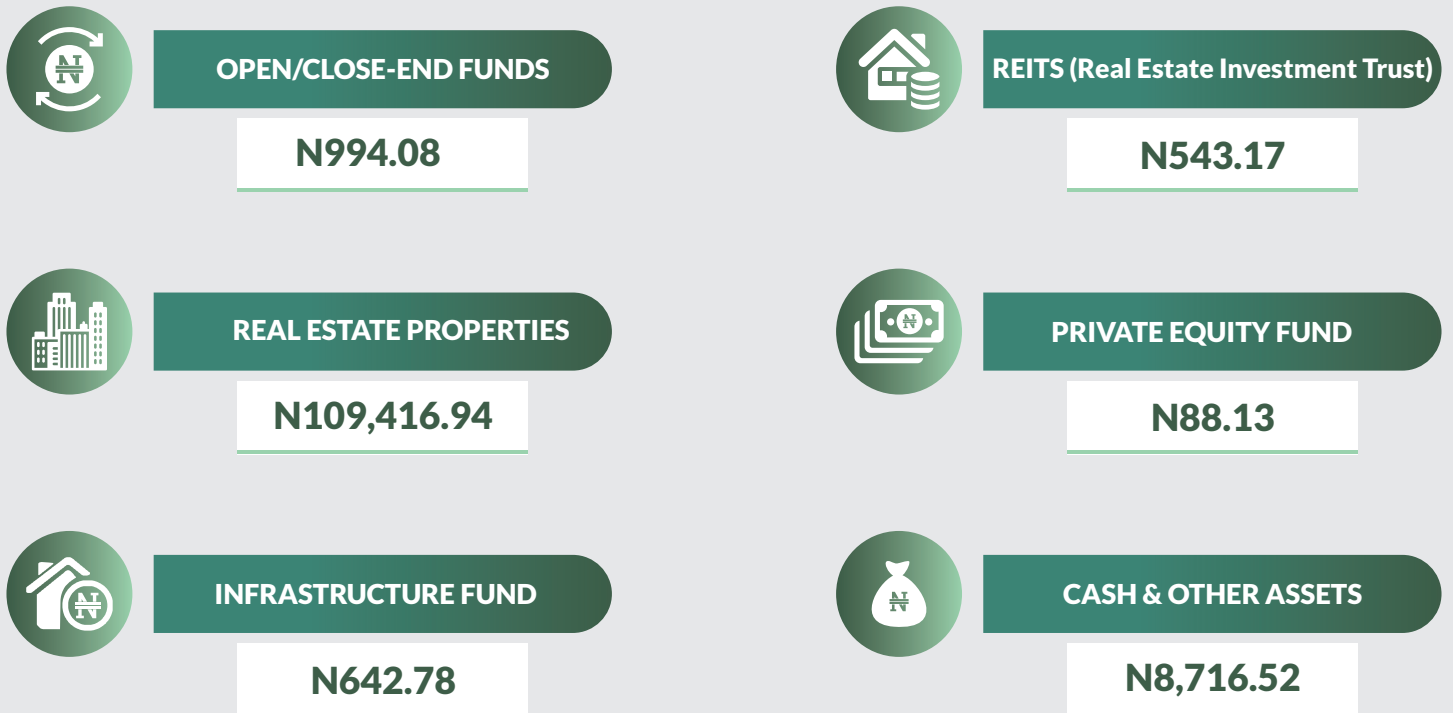 OPEN/CLOSE-END FUNDS
N994.08
REITS (Real Estate Investment Trust)
N543.17
REAL ESTATE PROPERTIES
N109,416.94
PRIVATE EQUITY FUND
N88.13
INFRASTRUCTURE FUND
N642.78
CASH & OTHER ASSETS
N8,716.52